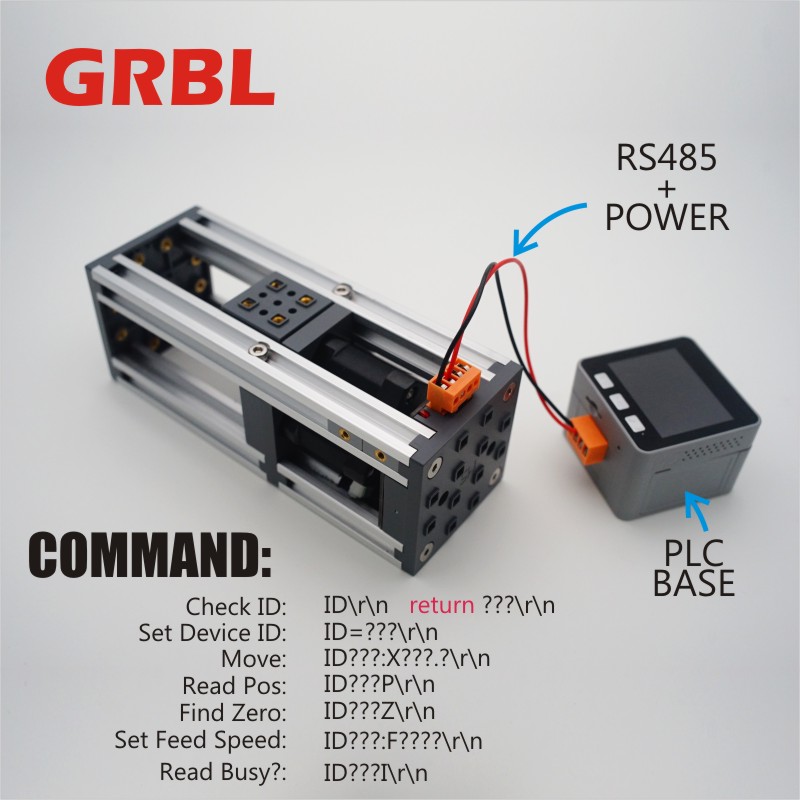 GRBL
RS485
+
POWER
PLC
BASE
COMMAND:
Check ID: ID\r\n return ???\r\n
Set Device ID: ID=???\r\n
Move: ID???:X???.?\r\n
Read Pos: ID???P\r\n
Find Zero: ID???Z\r\n
Set Feed Speed: ID???:F????\r\n
Read Busy?: ID???I\r\n